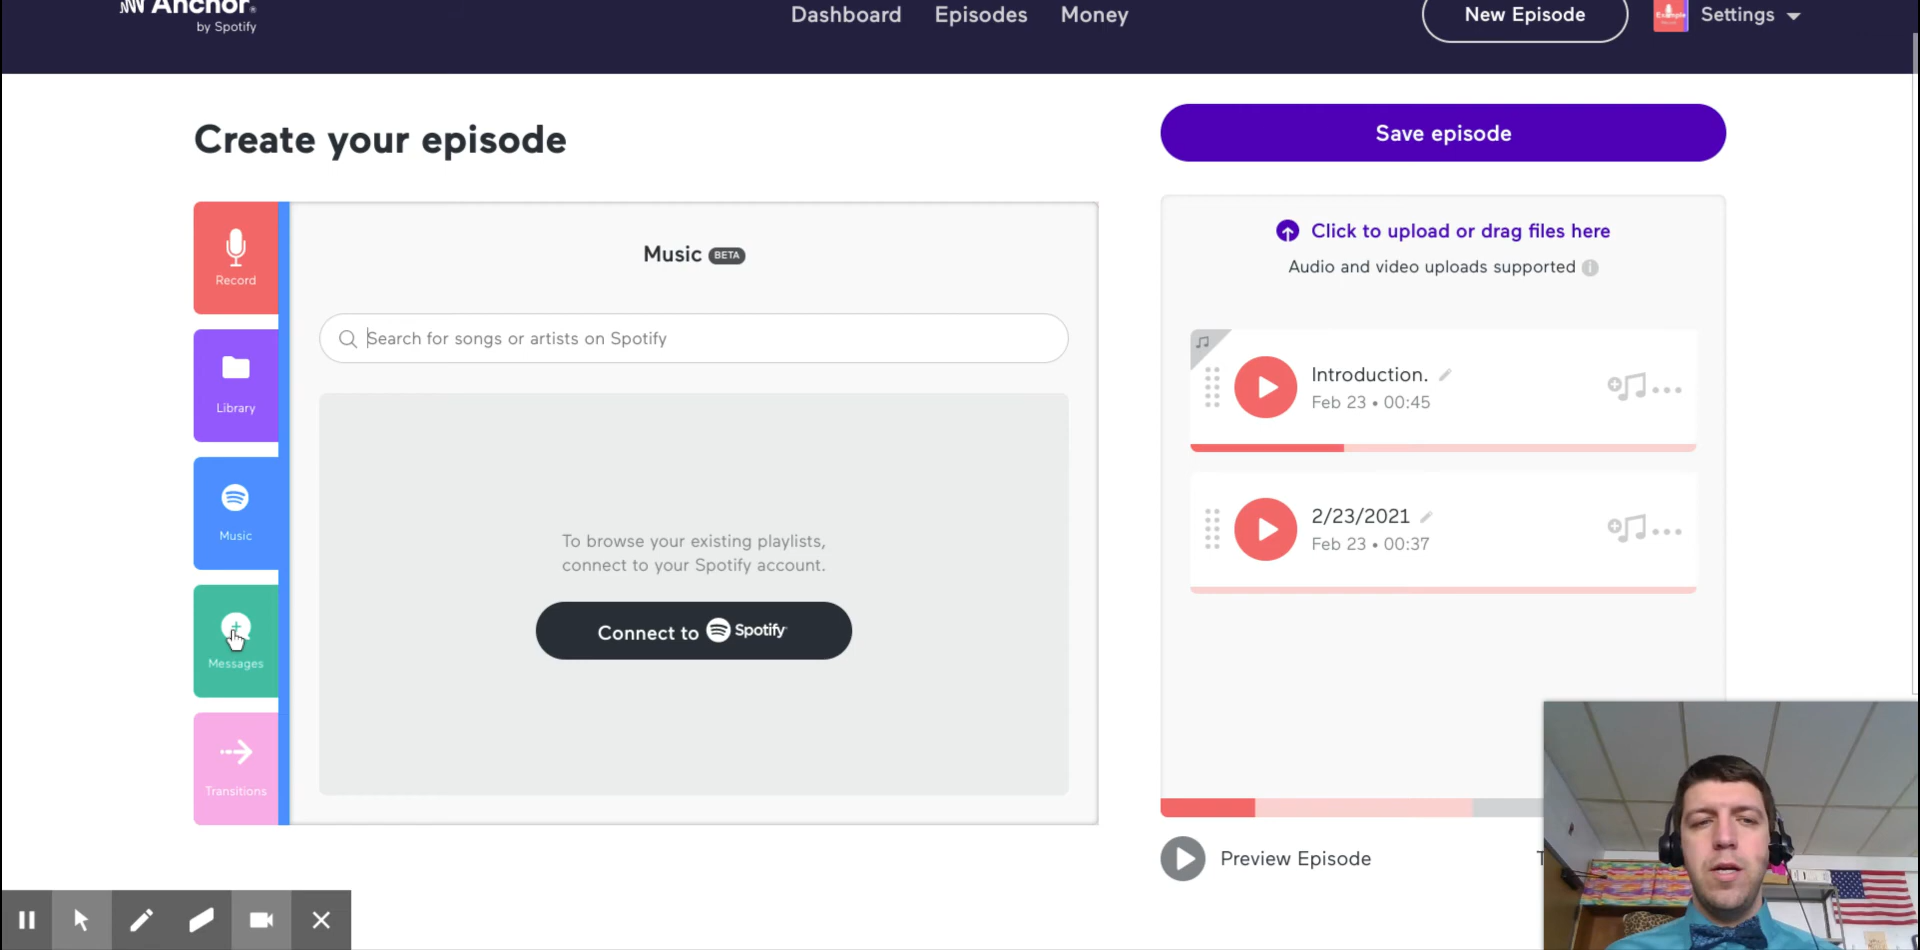 Anchor
by Spotify
Dashboard Episodes Money
New Episode
Settings
Create your episode
Save episode
Record
Library
Music
Messages
Transitions
Music BETA
Search for songs or artists on Spotify
To browse your existing playlists,
connect to your Spotify account.
Connect to Spotify
Click to upload or drag files here
Audio and video uploads supported
Introduction.
Feb 23 • 00:45
2/23/2021
Feb 23 • 00:37
Preview Episode